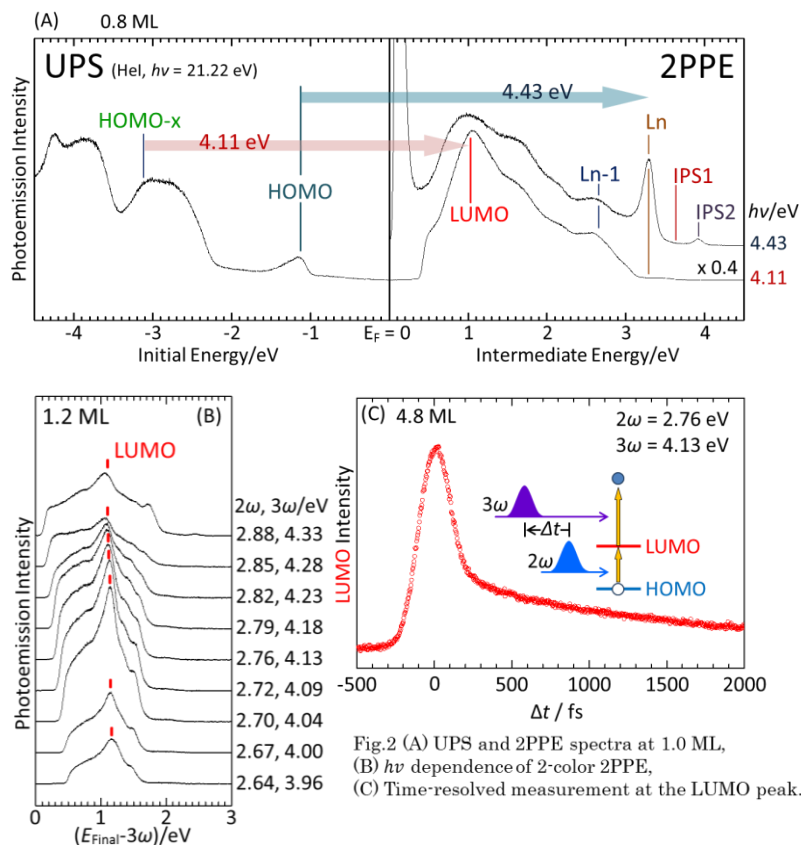 (A) 0.8 ML
UPS (HeI, hν = 21.22 eV)
2PPE
4.43 eV
HOMO-x
4.11 eV
HOMO
LUMO
Ln-1
Ln
IPS1
IPS2
hν/eV
4.43
x 0.4
4.11
Photoemission Intensity
-4 -3 -2 -1 E_F = 0 1 2 3 4
Initial Energy/eV
Intermediate Energy/eV
1.2 ML (B)
LUMO
2ω, 3ω/eV
2.88, 4.33
2.85, 4.28
2.82, 4.23
2.79, 4.18
2.76, 4.13
2.72, 4.09
2.70, 4.04
2.67, 4.00
2.64, 3.96
Photoemission Intensity
0 1 2 3
(E_Final-3ω)/eV
(C) 4.8 ML
2ω = 2.76 eV
3ω = 4.13 eV
3ω
Δt
2ω
LUMO
HOMO
LUMO Intensity
-500 0 500 1000 1500 2000
Δt / fs
Fig.2 (A) UPS and 2PPE spectra at 1.0 ML,
(B) hν dependence of 2-color 2PPE,
(C) Time-resolved measurement at the LUMO peak.